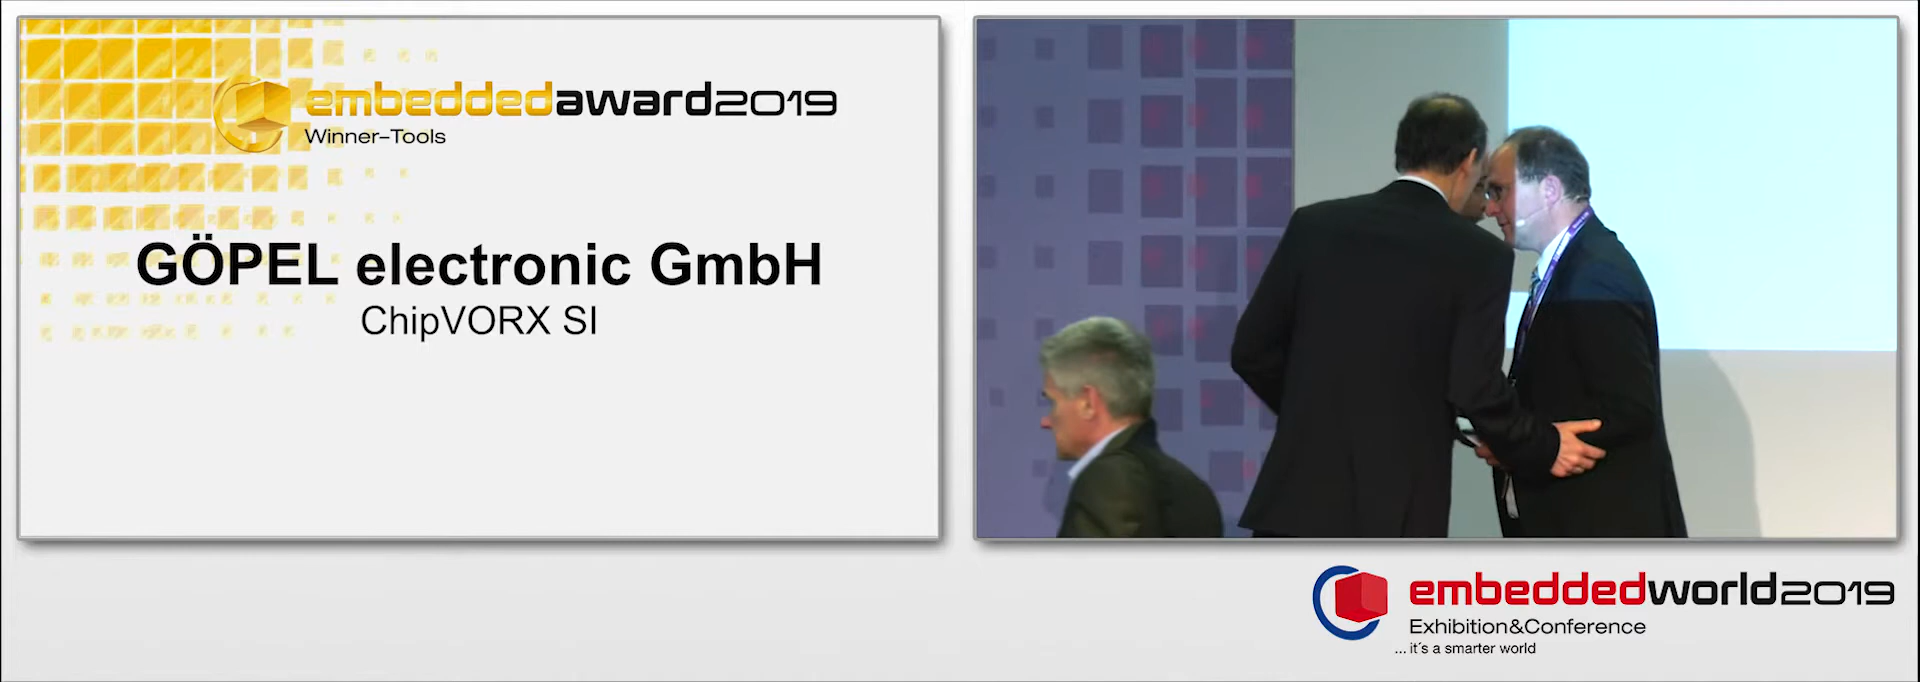 embeddedaward2019
Winner-Tools
GÖPEL electronic GmbH
ChipVORX SI
embeddedworld2019
Exhibition&Conference
... it´s a smarter world